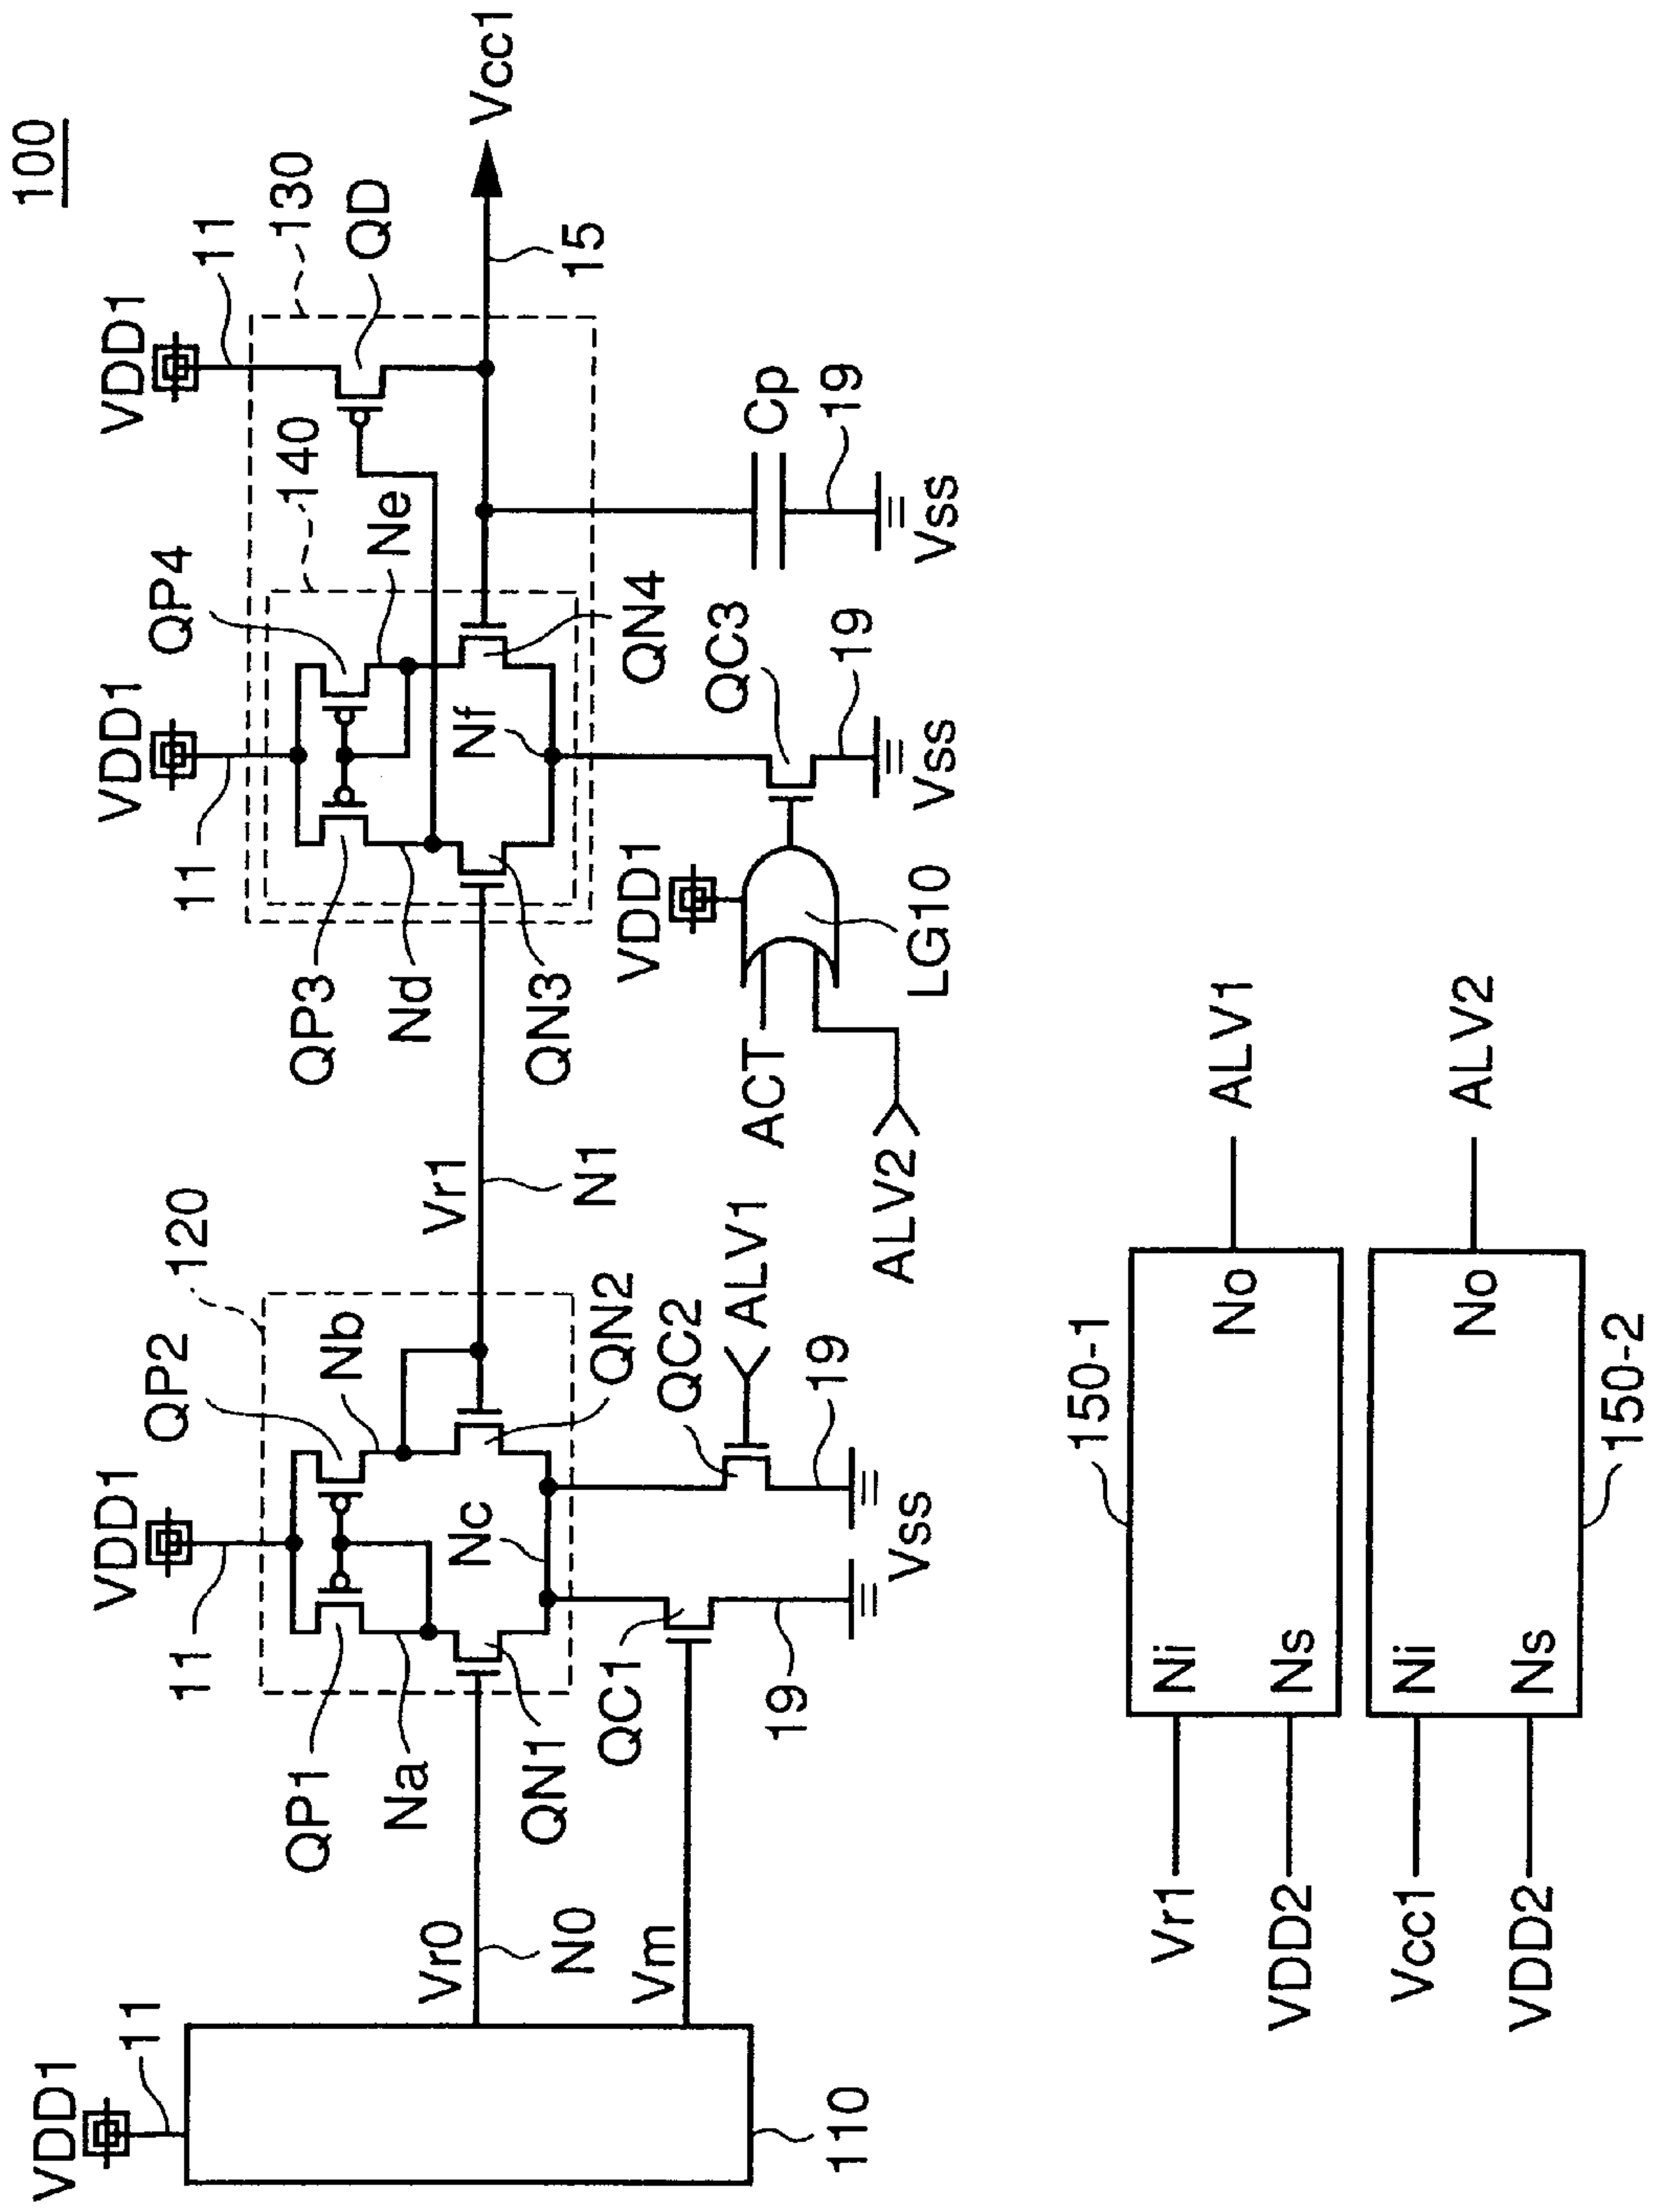 100
VDD1
11
110
Vr0
N0
Vm
VDD1
11
120
QP1
QP2
Na
Nb
Nc
QN1
QN2
QC1
QC2
ALV1
19
19
Vss
Vr1
N1
VDD1
11
130
140
QP3
QP4
Nd
Ne
Nf
QN3
QN4
VDD1
11
QD
15
Vcc1
VDD1
ACT
ALV2
LG10
QC3
19
Vss
Cp
19
Vss
150-1
Vr1
Ni
No
ALV1
VDD2
Ns
150-2
Vcc1
Ni
No
ALV2
VDD2
Ns